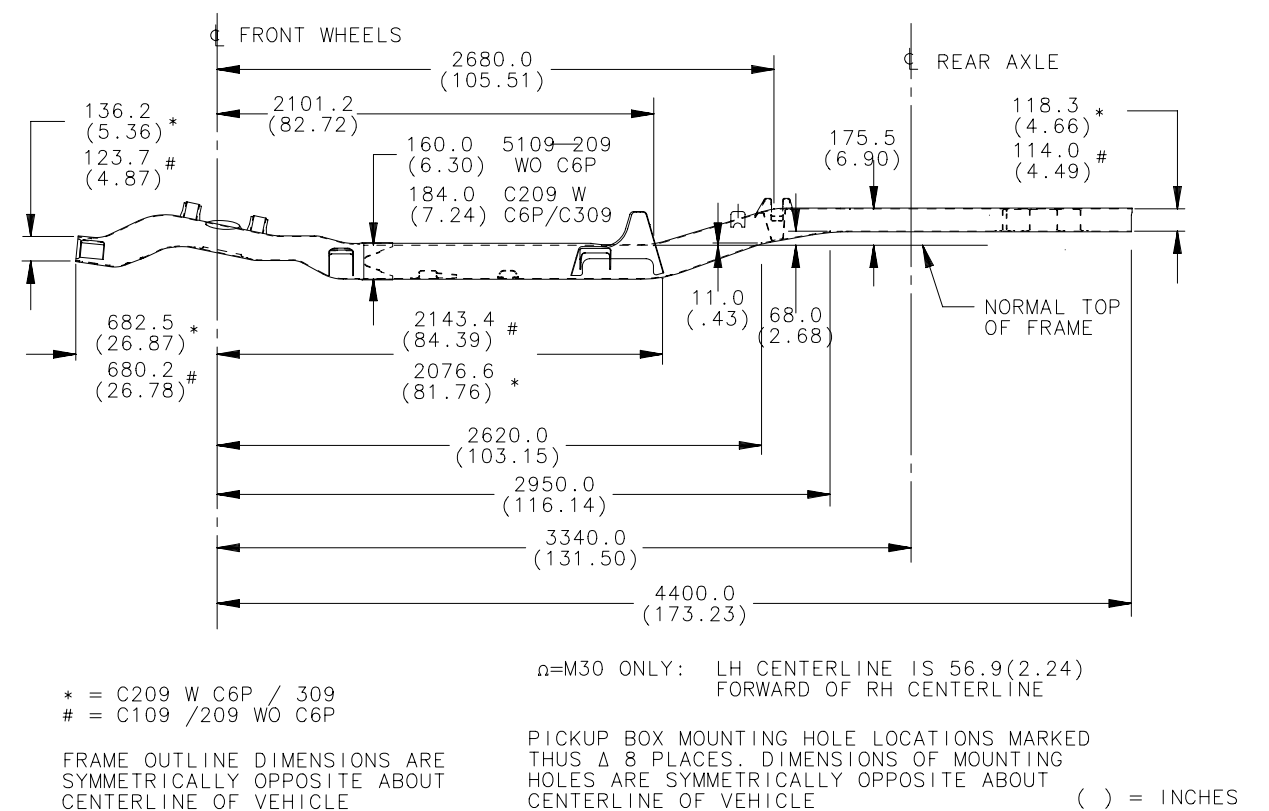 ℄ FRONT WHEELS
2680.0
(105.51)
℄ REAR AXLE
2101.2
(82.72)
136.2
(5.36)*
123.7
(4.87)#
160.0 5109-209
(6.30) WO C6P
184.0 C209 W
(7.24) C6P/C309
175.5
(6.90)
118.3
(4.66)*
114.0
(4.49)#
11.0
(.43)
68.0
(2.68)
NORMAL TOP
OF FRAME
682.5
(26.87)*
680.2
(26.78)#
2143.4
(84.39) #
2076.6
(81.76) *
2620.0
(103.15)
2950.0
(116.14)
3340.0
(131.50)
4400.0
(173.23)
* = C209 W C6P / 309
# = C109 /209 WO C6P
FRAME OUTLINE DIMENSIONS ARE
SYMMETRICALLY OPPOSITE ABOUT
CENTERLINE OF VEHICLE
Ω=M30 ONLY: LH CENTERLINE IS 56.9(2.24)
FORWARD OF RH CENTERLINE
PICKUP BOX MOUNTING HOLE LOCATIONS MARKED
THUS Δ 8 PLACES. DIMENSIONS OF MOUNTING
HOLES ARE SYMMETRICALLY OPPOSITE ABOUT
CENTERLINE OF VEHICLE
( ) = INCHES